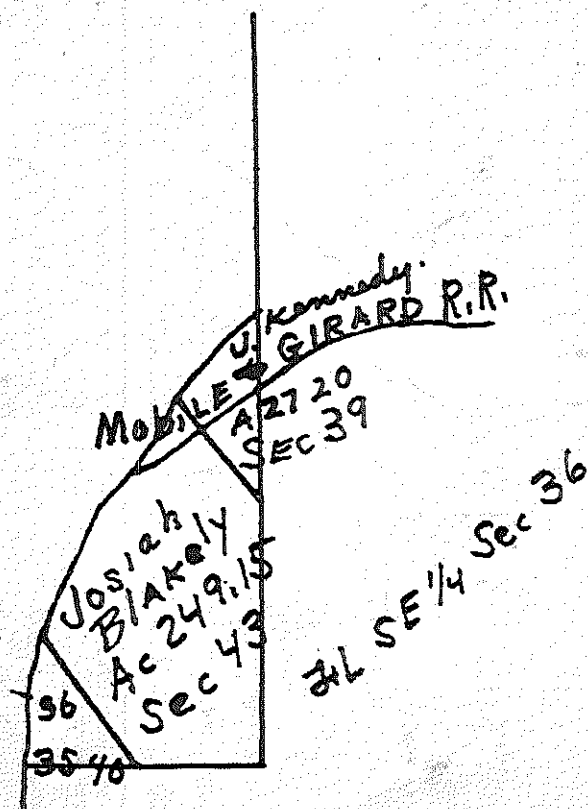 J. Kennedy.
MobiLE & GIRARD R.R.
A 27 20
SEC 39
Josiah
BlAKely
Ac 249.15
Sec 43
SE 1/4 Sec 36
36
35 40